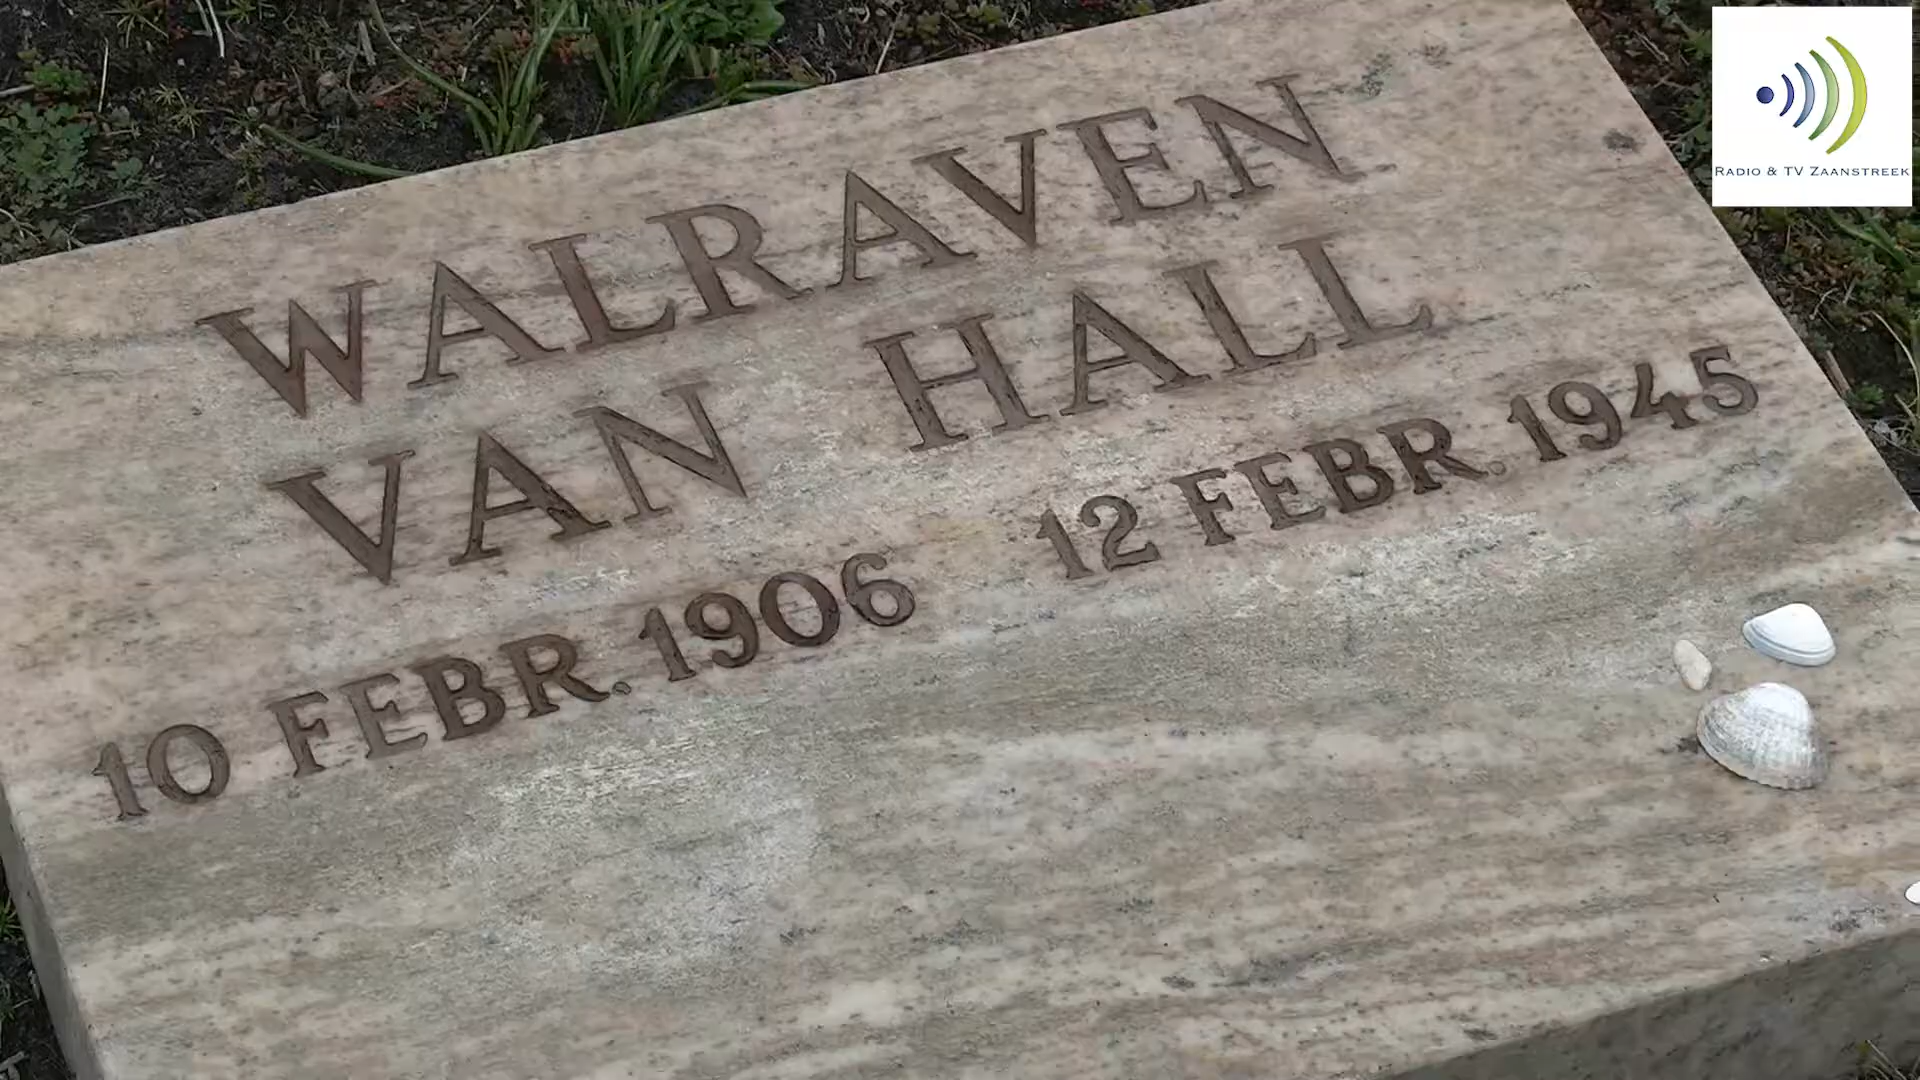 WALRAVEN
VAN HALL
10 FEBR. 1906 12 FEBR. 1945
RADIO & TV ZAANSTREEK